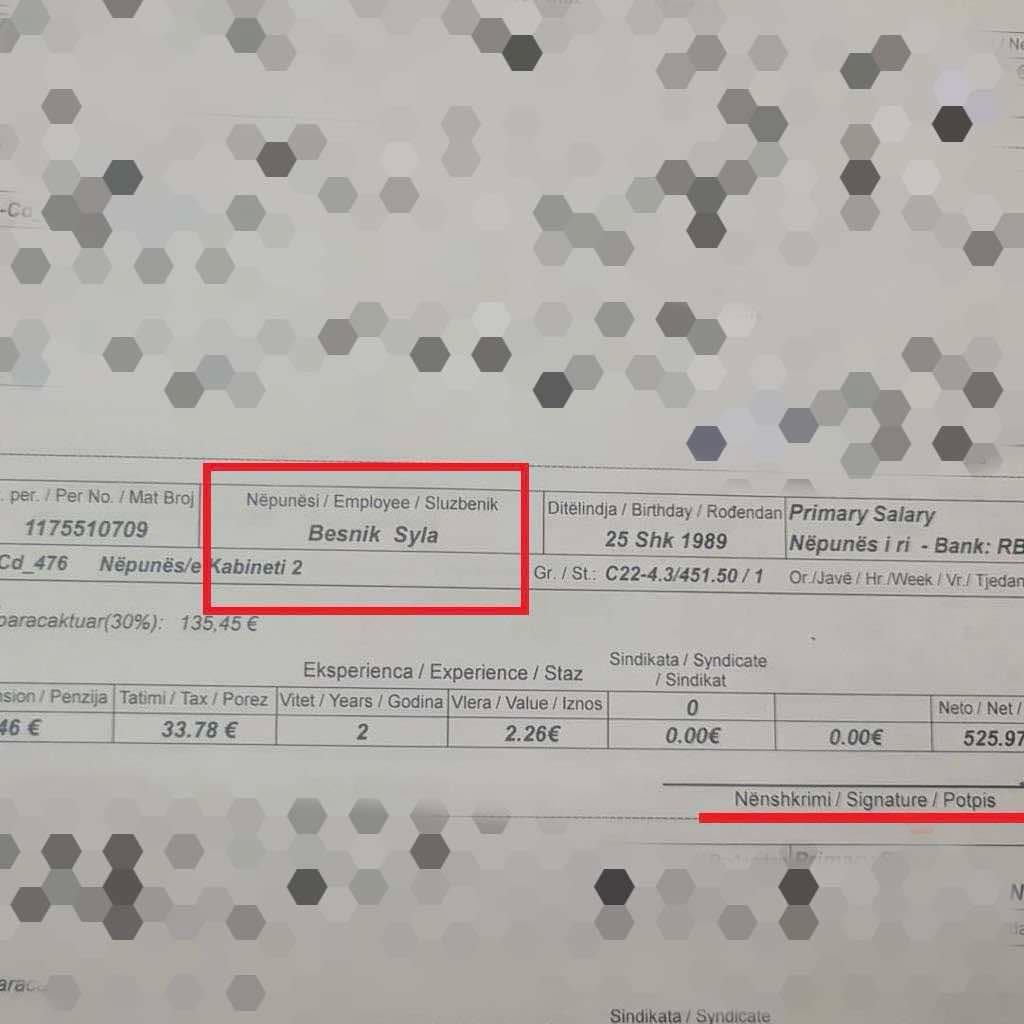 -Co
. per. / Per No. / Mat Broj
Nëpunësi / Employee / Sluzbenik
Ditëlindja / Birthday / Rođendan
Primary Salary
1175510709
Besnik Syla
25 Shk 1989
Nëpunës i ri - Bank: RB
Cd_476 Nëpunës/e Kabineti 2
Gr. / St.: C22-4.3/451.50 / 1
Or./Javë / Hr./Week / Vr./ Tjedan
paracaktuar(30%): 135,45 €
Eksperienca / Experience / Staz
Sindikata / Syndicate
/ Sindikat
nsion / Penzija
Tatimi / Tax / Porez
Vitet / Years / Godina
Vlera / Value / Iznos
0
Neto / Net /
46 €
33.78 €
2
2.26€
0.00€
0.00€
525.97
Nënshkrimi / Signature / Potpis
Sindikata / Syndicate